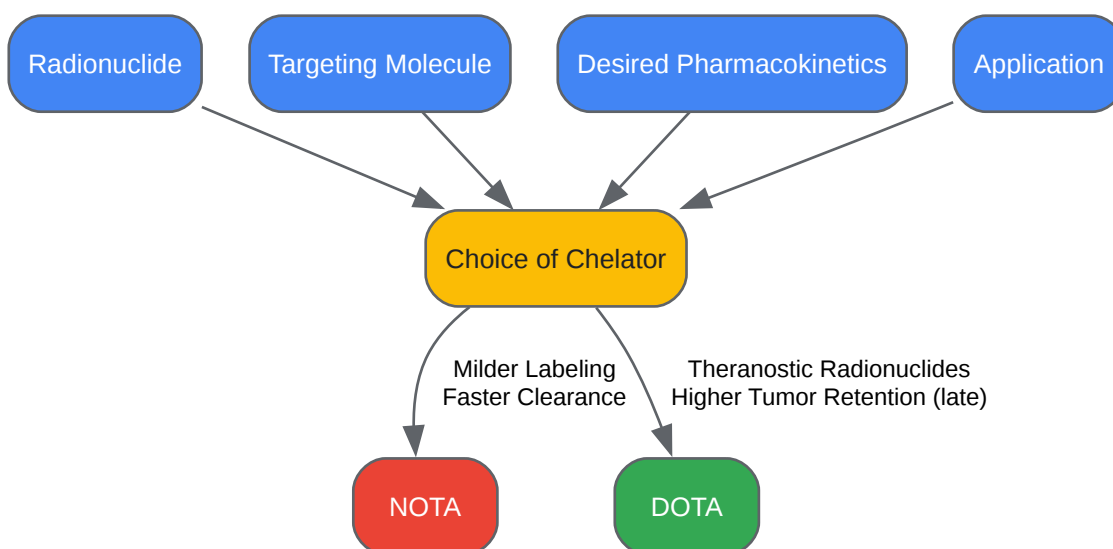 Radionuclide
Targeting Molecule
Desired Pharmacokinetics
Application
Choice of Chelator
Milder Labeling
Faster Clearance
Theranostic Radionuclides
Higher Tumor Retention (late)
NOTA
DOTA